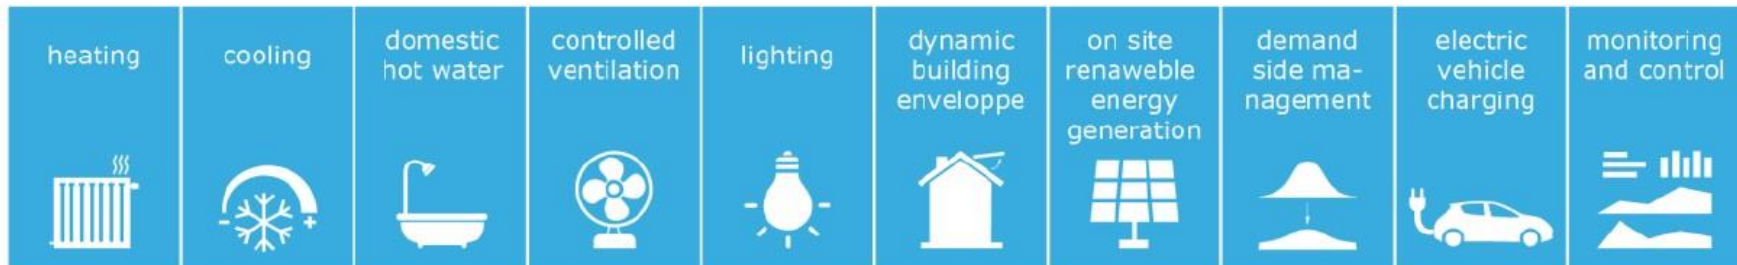 heating
cooling
domestic
hot water
controlled
ventilation
lighting
dynamic
building
enveloppe
on site
renaweble
energy
generation
demand
side ma-
nagement
electric
vehicle
charging
monitoring
and control
- +